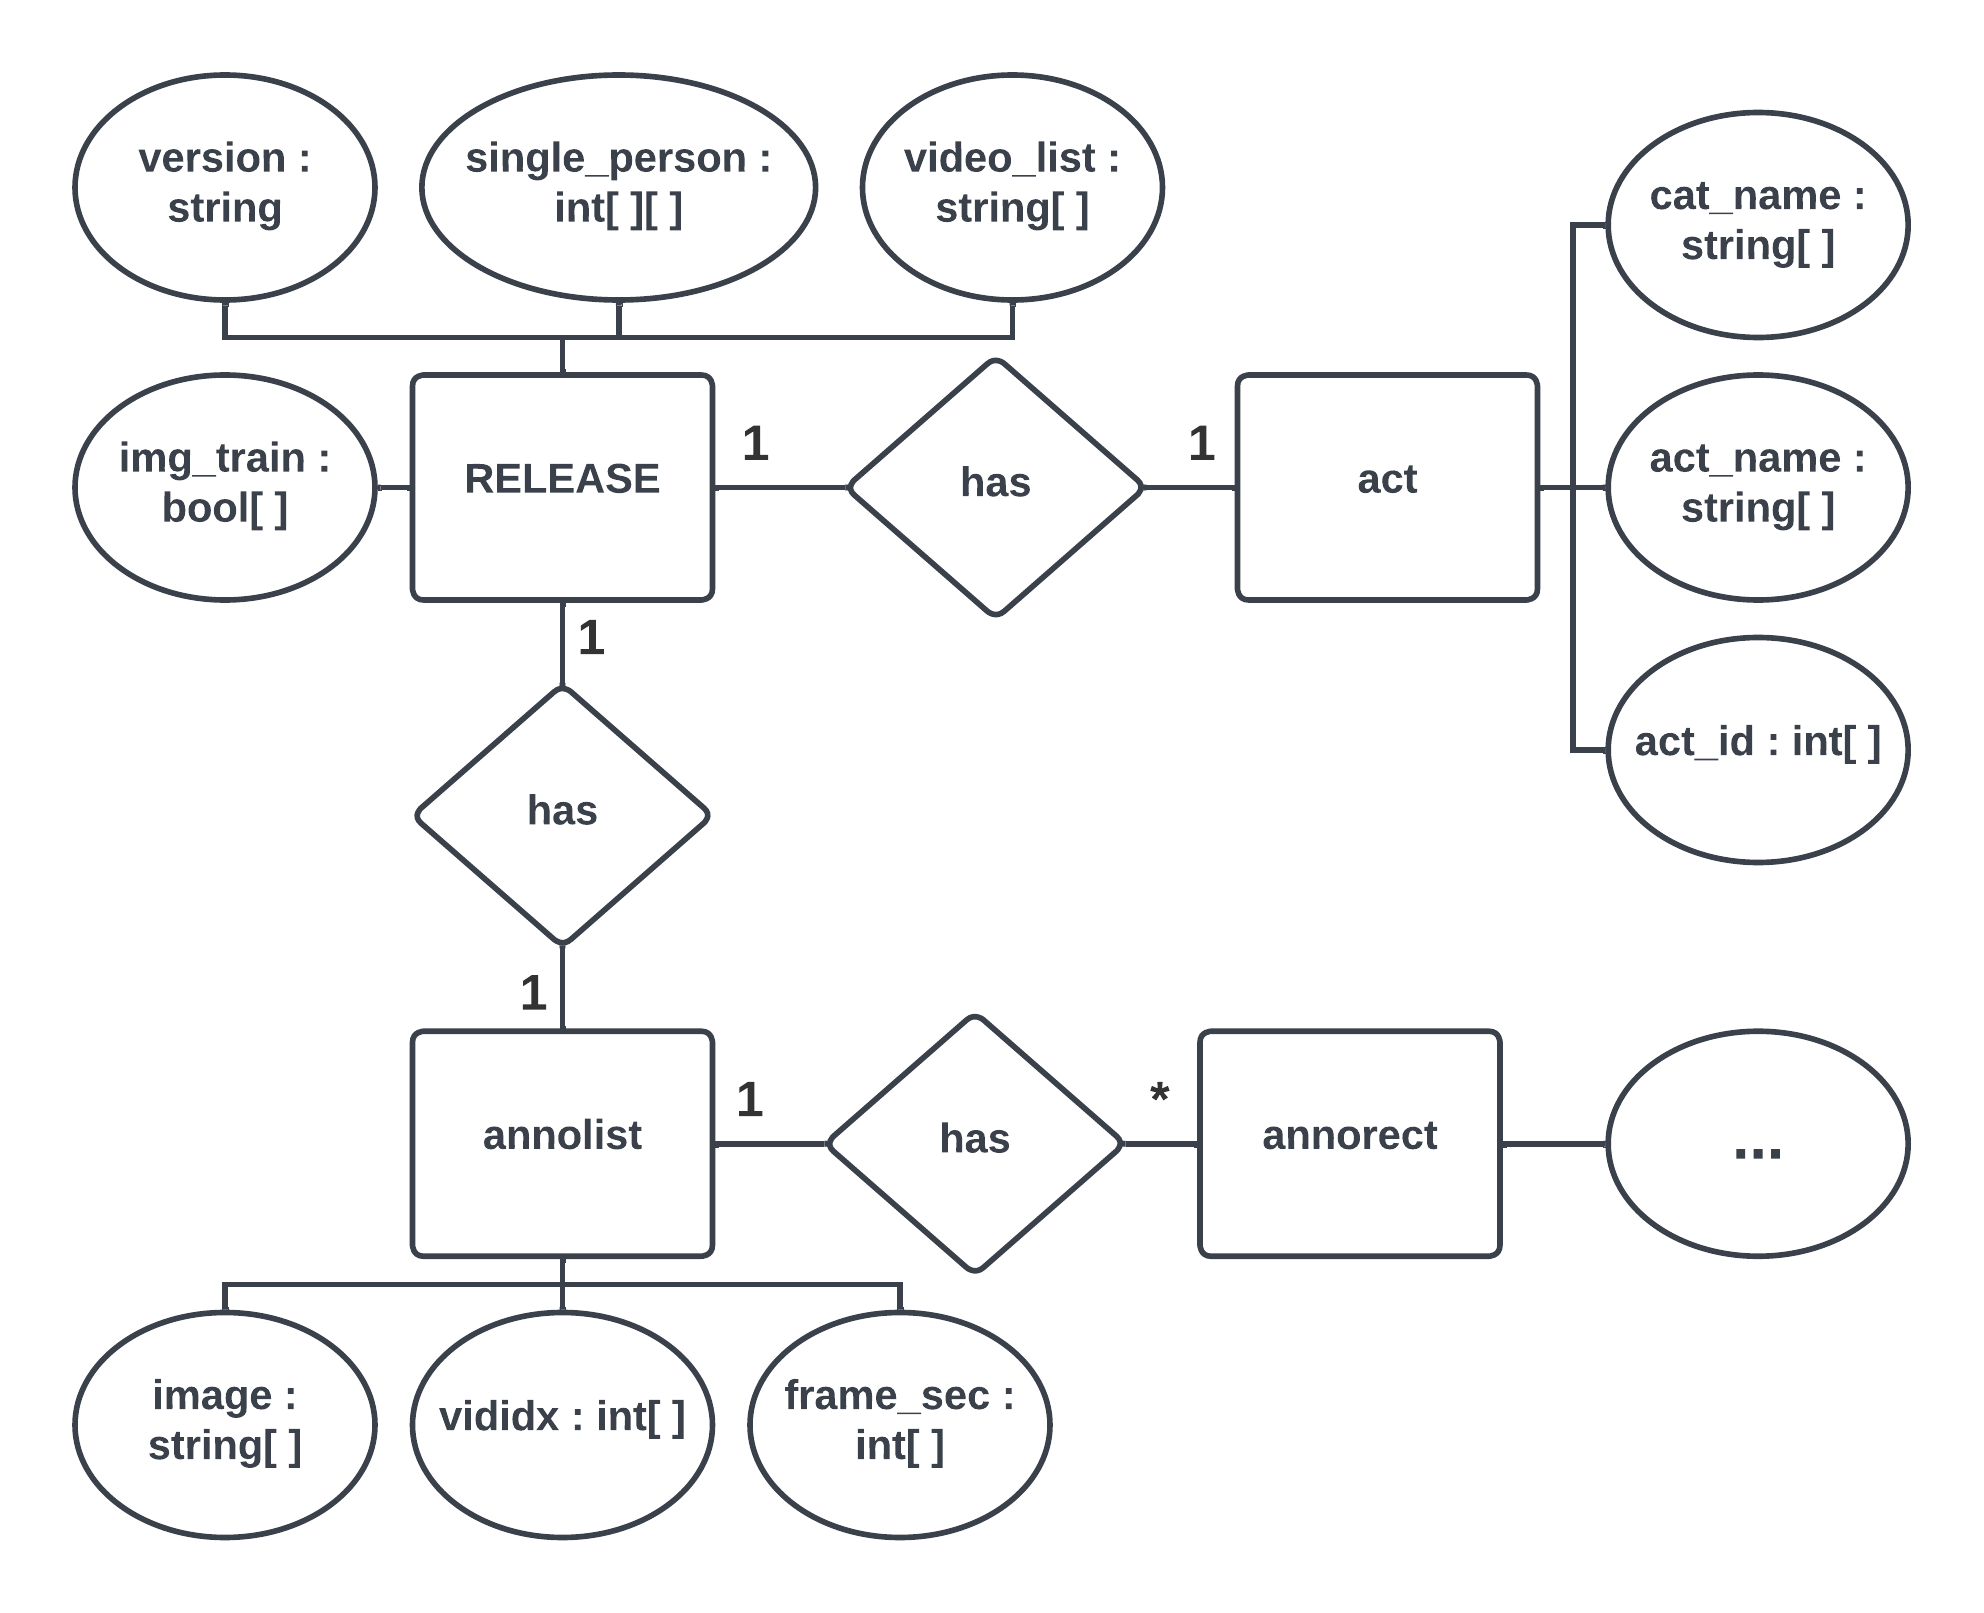 version :
string
single_person :
int[ ][ ]
video_list :
string[ ]
cat_name :
string[ ]
img_train :
bool[ ]
RELEASE
1
has
1
act
act_name :
string[ ]
1
act_id : int[ ]
has
1
annolist
1
has
*
annorect
...
image :
string[ ]
vididx : int[ ]
frame_sec :
int[ ]